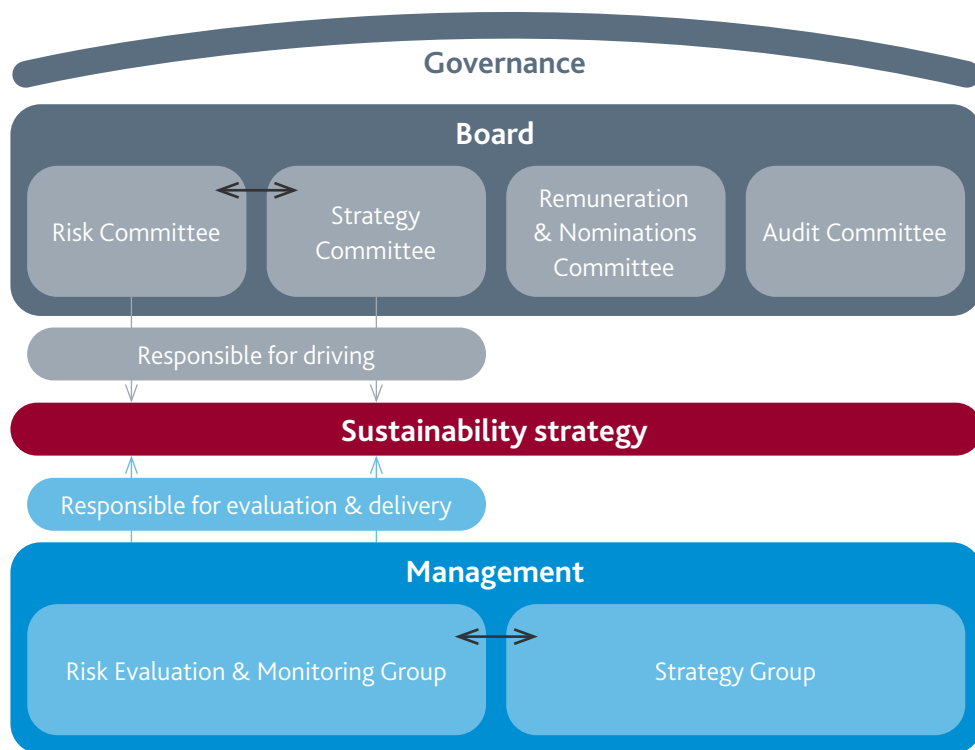 Governance
Board
Risk Committee
Strategy
Committee
Remuneration
& Nominations
Committee
Audit Committee
Responsible for driving
Sustainability strategy
Responsible for evaluation & delivery
Management
Risk Evaluation & Monitoring Group
Strategy Group